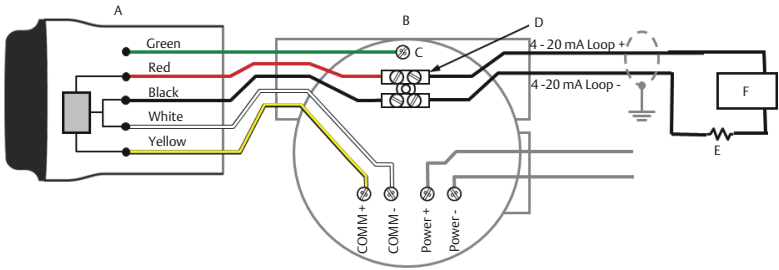 A
B
D
Green
C
4 - 20 mA Loop +
Red
Black
4 -20 mA Loop -
F
White
Yellow
E
COMM +
COMM -
Power +
Power -